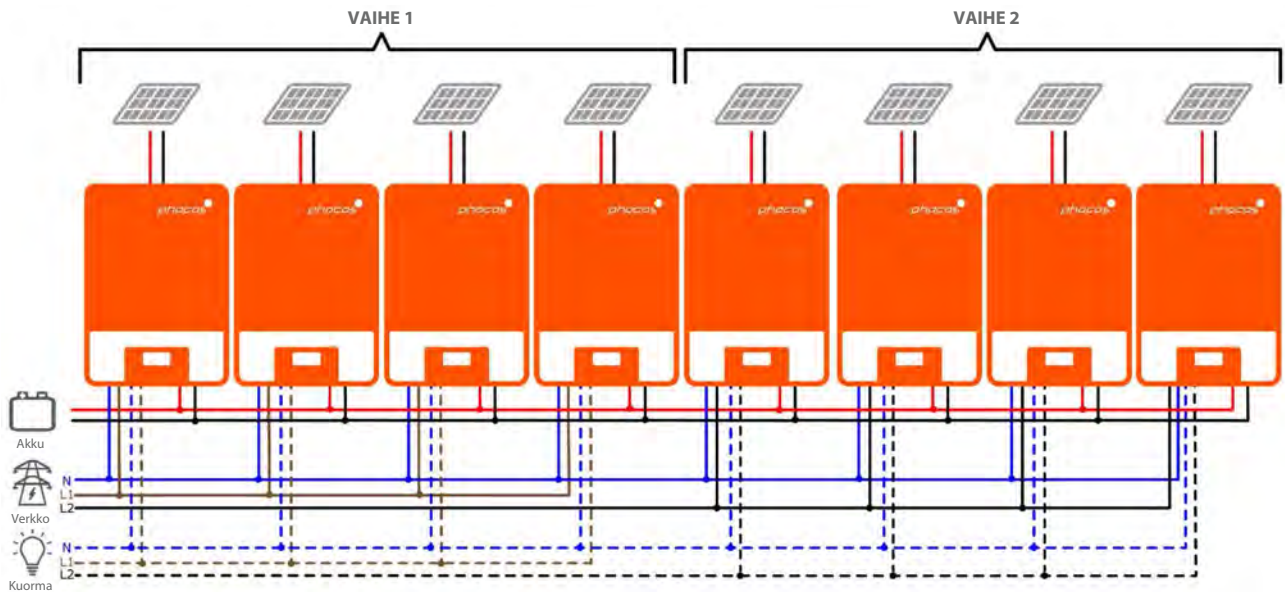 VAIHE 1 VAIHE 2
phocos phocos phocos phocos phocos phocos phocos phocos
Akku
N
L1
L2
Verkko
N
L1
L2
Kuorma